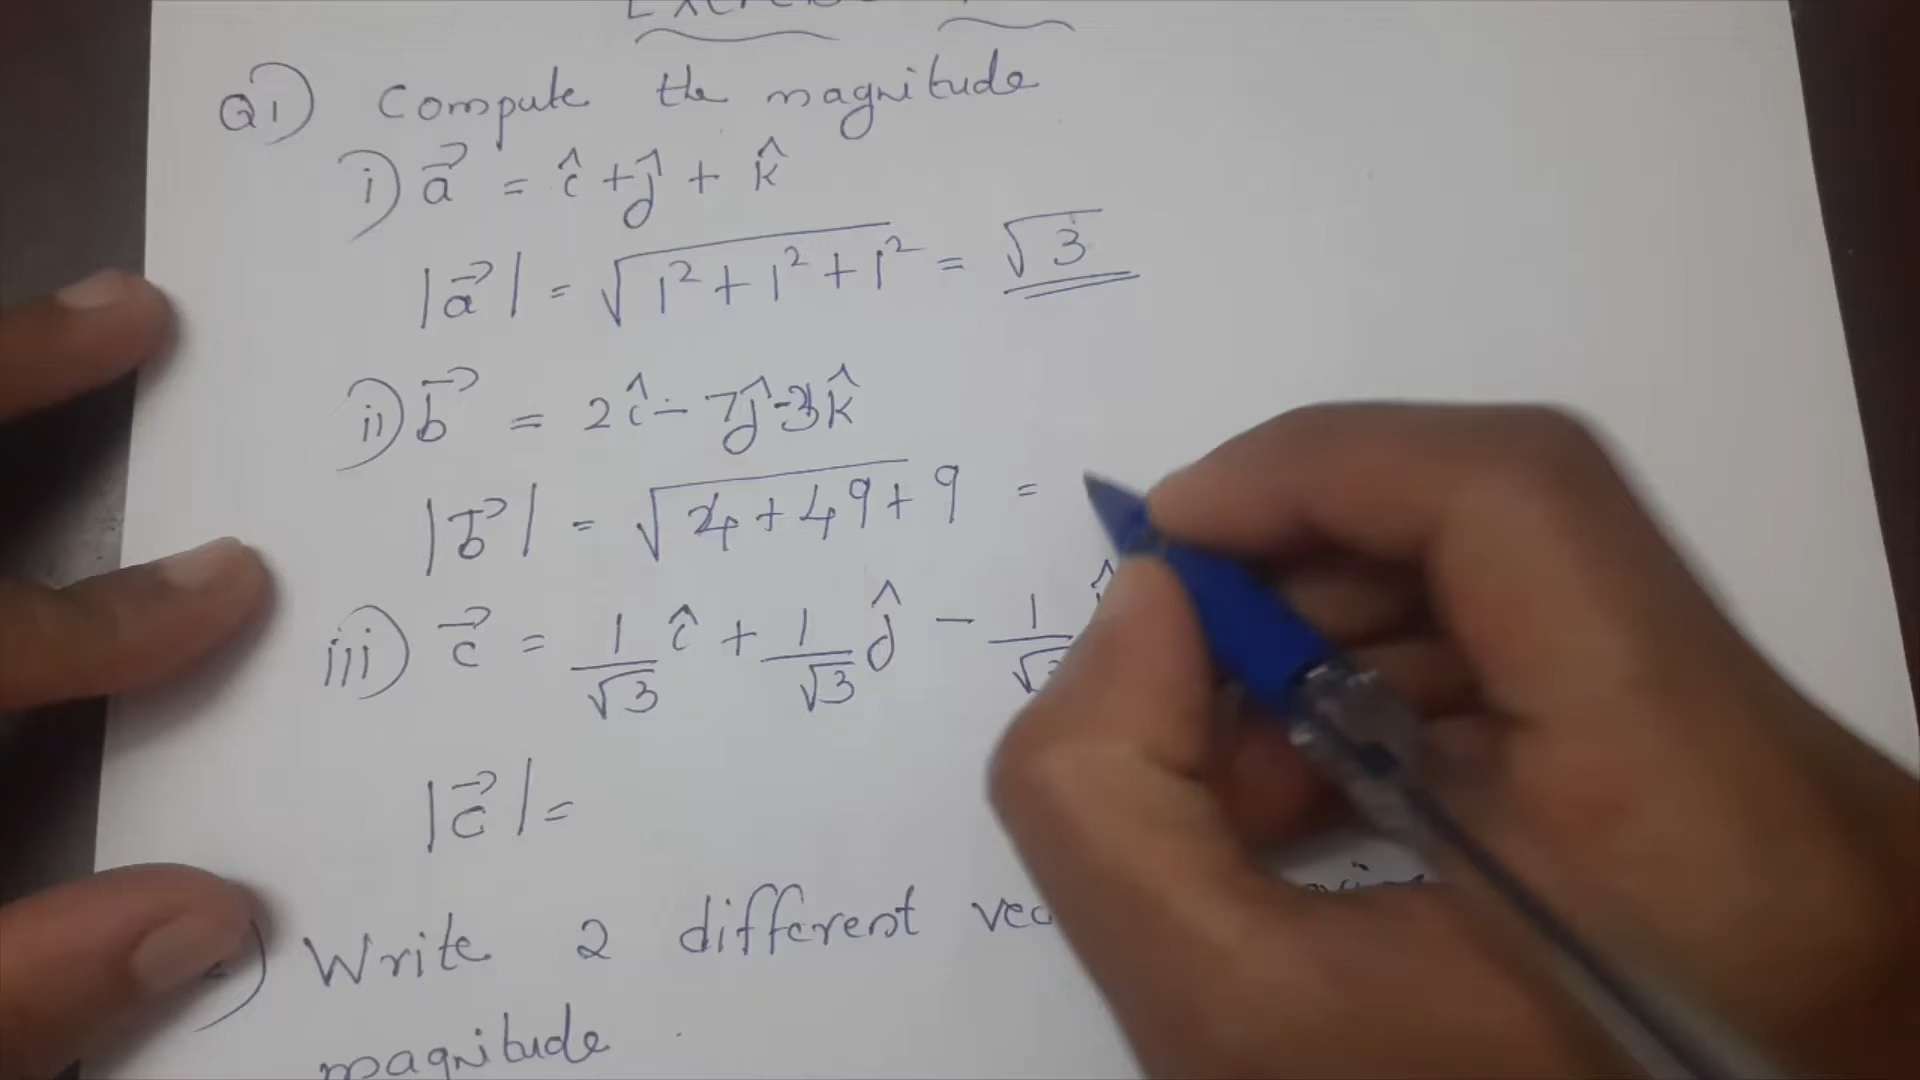 Q1) Compute the magnitude
i) a⃗ = î + ĵ + k̂
|a⃗| = √1² + 1² + 1² = √3
ii) b⃗ = 2î - 7ĵ - 3k̂
|b⃗| = √4 + 49 + 9 =
iii) c⃗ = 1/√3 î + 1/√3 ĵ - 1/√3
|c⃗| =
) Write 2 different
magnitude.